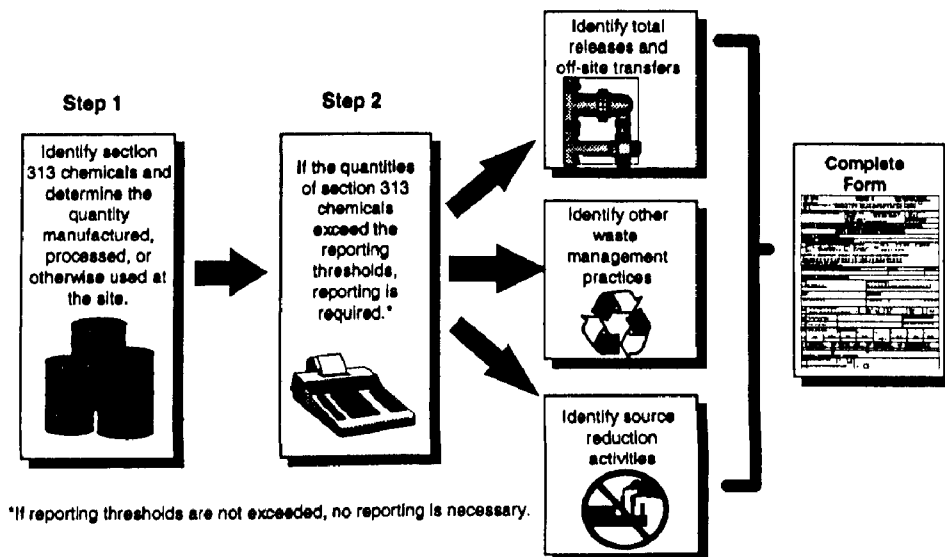 Step 1
Identify section
313 chemicals and
determine the
quantity
manufactured,
processed, or
otherwise used at
the site.
Step 2
If the quantities
of section 313
chemicals
exceed the
reporting
thresholds,
reporting is
required.*
Identify total
releases and
off-site transfers
Identify other
waste
management
practices
Identify source
reduction
activities
Complete
Form
*If reporting thresholds are not exceeded, no reporting is necessary.